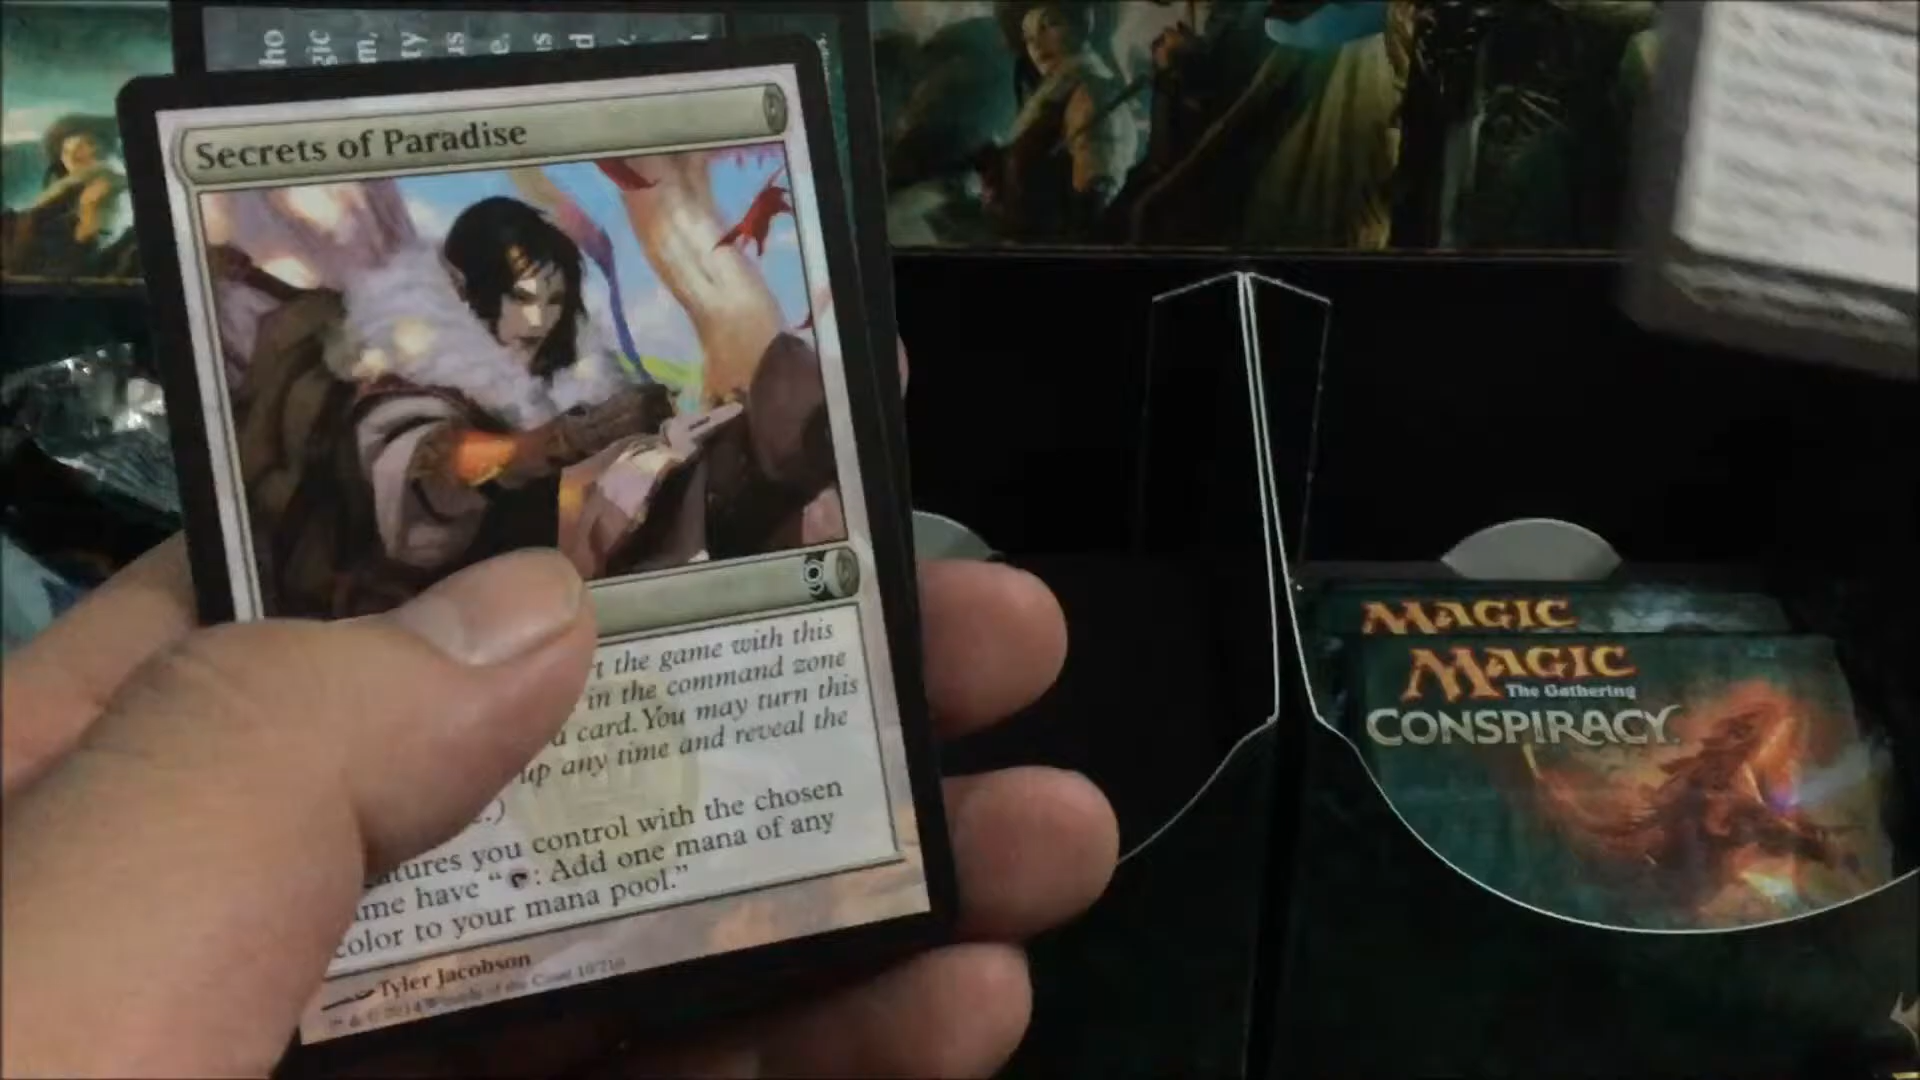 Secrets of Paradise
t the game with this
in the command zone
a card. You may turn this
up any time and reveal the
.)
atures you control with the chosen
ame have “ : Add one mana of any
color to your mana pool.”
Tyler Jacobson
MAGIC
MAGIC
The Gathering
CONSPIRACY